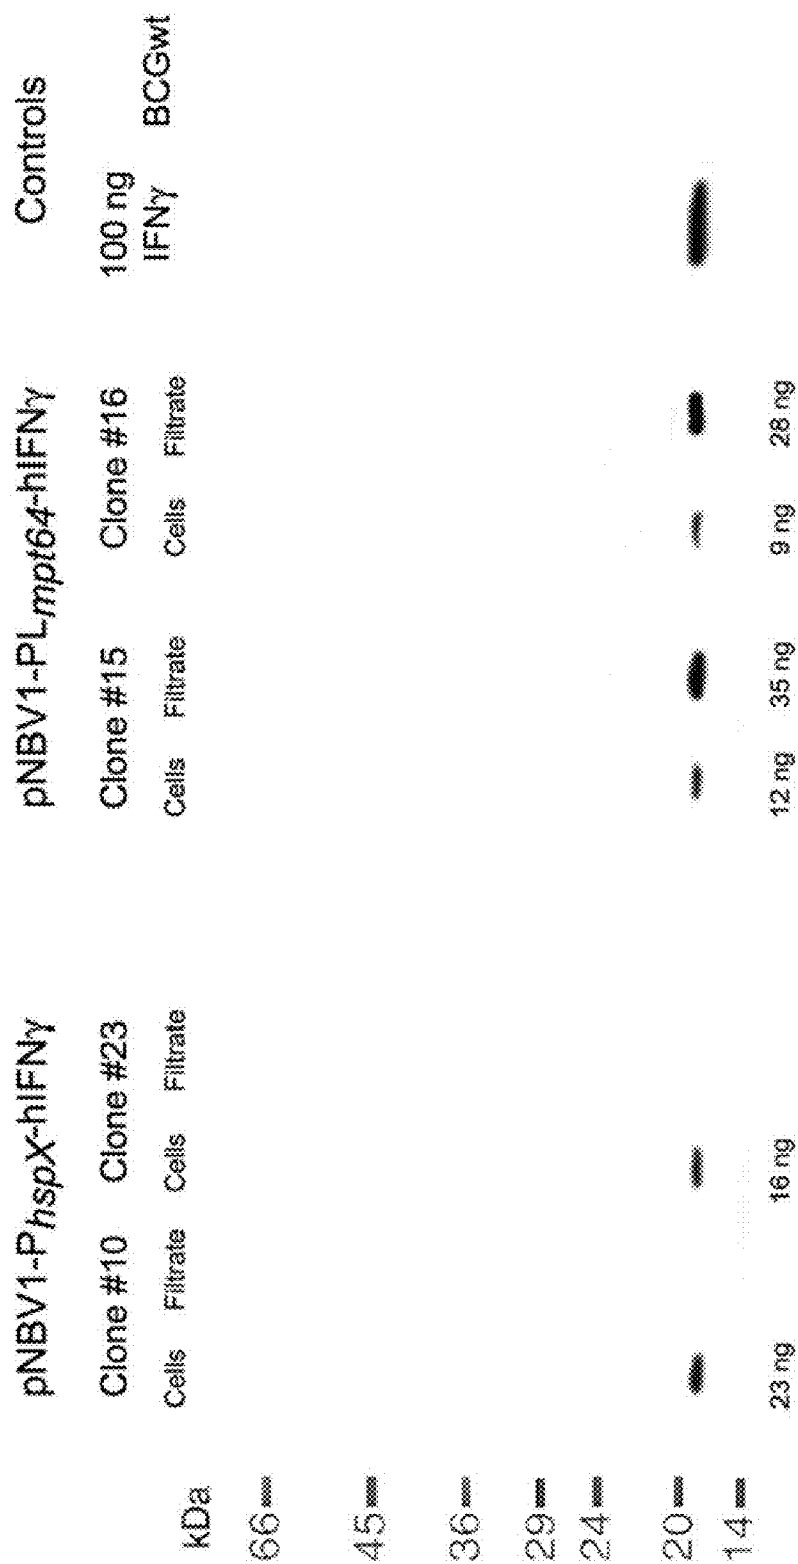 pNBV1-PhspX-hIFNγ pNBV1-PLmpt64-hIFNγ Controls
Clone #10 Clone #23 Clone #15 Clone #16 100 ng IFNγ BCGwt
kDa Cells Filtrate Cells Filtrate Cells Filtrate Cells Filtrate
66
45
36
29
24
20
14
23 ng 16 ng 12 ng 35 ng 9 ng 28 ng